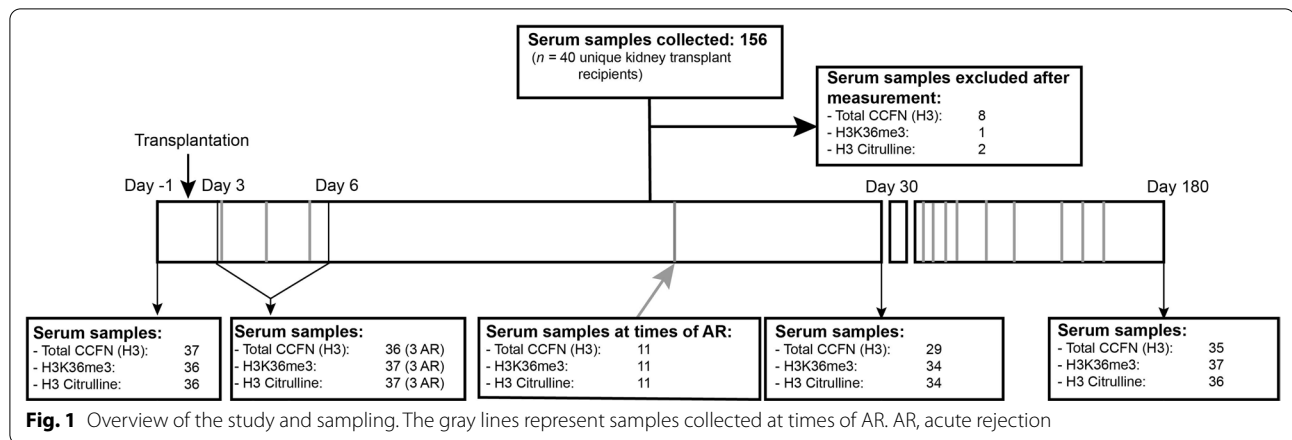 Serum samples collected: 156
(n = 40 unique kidney transplant
recipients)
Serum samples excluded after
measurement:
- Total CCFN (H3): 8
- H3K36me3: 1
- H3 Citrulline: 2
Transplantation
Day -1
Day 3
Day 6
Day 30
Day 180
Serum samples:
- Total CCFN (H3): 37
- H3K36me3: 36
- H3 Citrulline: 36
Serum samples:
- Total CCFN (H3): 36 (3 AR)
- H3K36me3: 37 (3 AR)
- H3 Citrulline: 37 (3 AR)
Serum samples at times of AR:
- Total CCFN (H3): 11
- H3K36me3: 11
- H3 Citrulline: 11
Serum samples:
- Total CCFN (H3): 29
- H3K36me3: 34
- H3 Citrulline: 34
Serum samples:
- Total CCFN (H3): 35
- H3K36me3: 37
- H3 Citrulline: 36
Fig. 1 Overview of the study and sampling. The gray lines represent samples collected at times of AR. AR, acute rejection